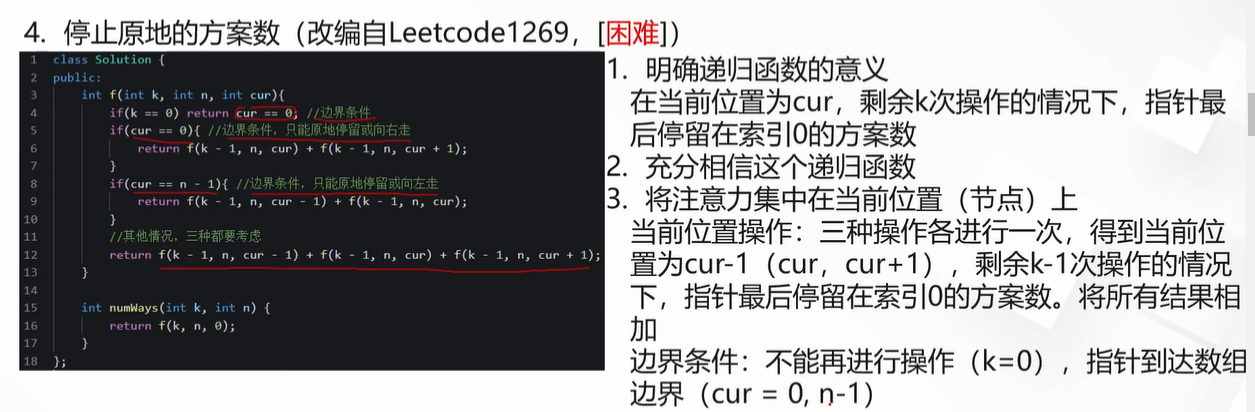 4. 停止原地的方案数（改编自Leetcode1269，[困难]）
1 class Solution {
2 public:
3 int f(int k, int n, int cur){
4 if(k == 0) return cur == 0; //边界条件
5 if(cur == 0){ //边界条件，只能原地停留或向右走
6 return f(k - 1, n, cur) + f(k - 1, n, cur + 1);
7 }
8 if(cur == n - 1){ //边界条件，只能原地停留或向左走
9 return f(k - 1, n, cur - 1) + f(k - 1, n, cur);
10 }
11 //其他情况，三种都要考虑
12 return f(k - 1, n, cur - 1) + f(k - 1, n, cur) + f(k - 1, n, cur + 1);
13 }
14
15 int numWays(int k, int n) {
16 return f(k, n, 0);
17 }
18 };
1. 明确递归函数的意义
在当前位置为cur，剩余k次操作的情况下，指针最
后停留在索引0的方案数
2. 充分相信这个递归函数
3. 将注意力集中在当前位置（节点）上
当前位置操作：三种操作各进行一次，得到当前位
置为cur-1（cur，cur+1），剩余k-1次操作的情况
下，指针最后停留在索引0的方案数。将所有结果相
加
边界条件：不能再进行操作（k=0），指针到达数组
边界（cur = 0, n-1）